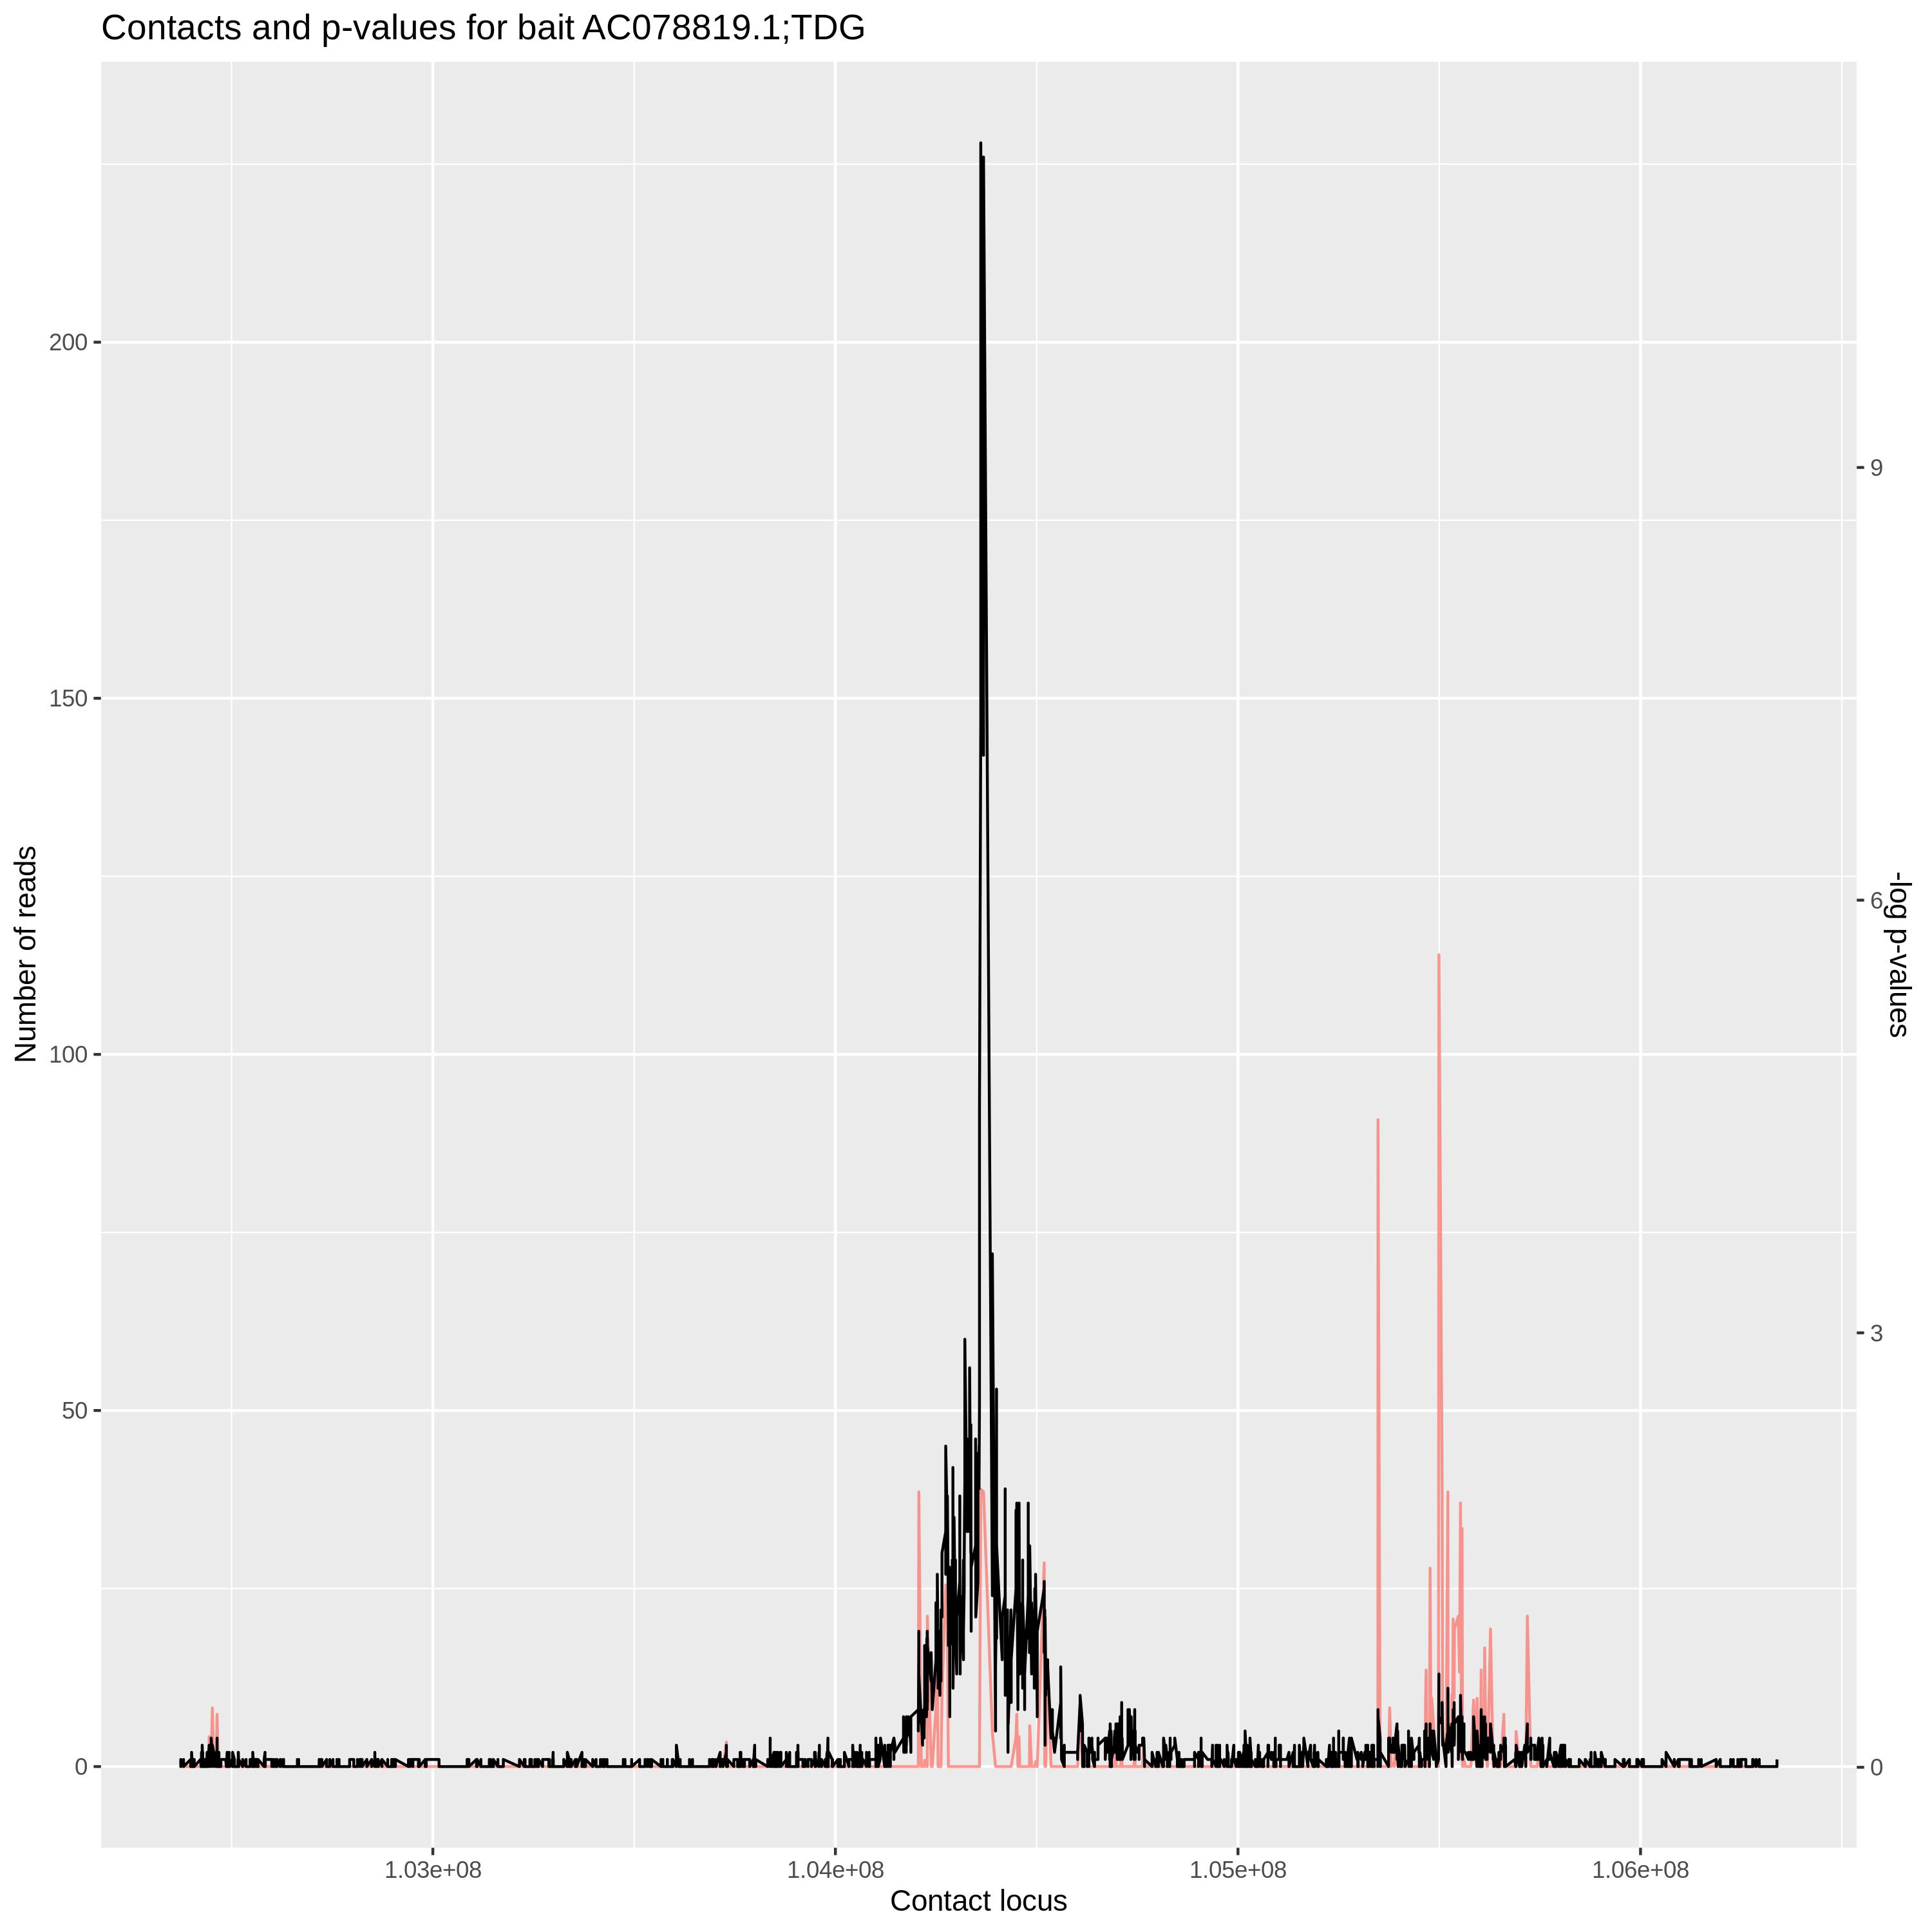 Contacts and p-values for bait AC078819.1;TDG
200
150
100
50
0
Number of reads
9
6
3
0
-log p-values
1.03e+08 1.04e+08 1.05e+08 1.06e+08
Contact locus